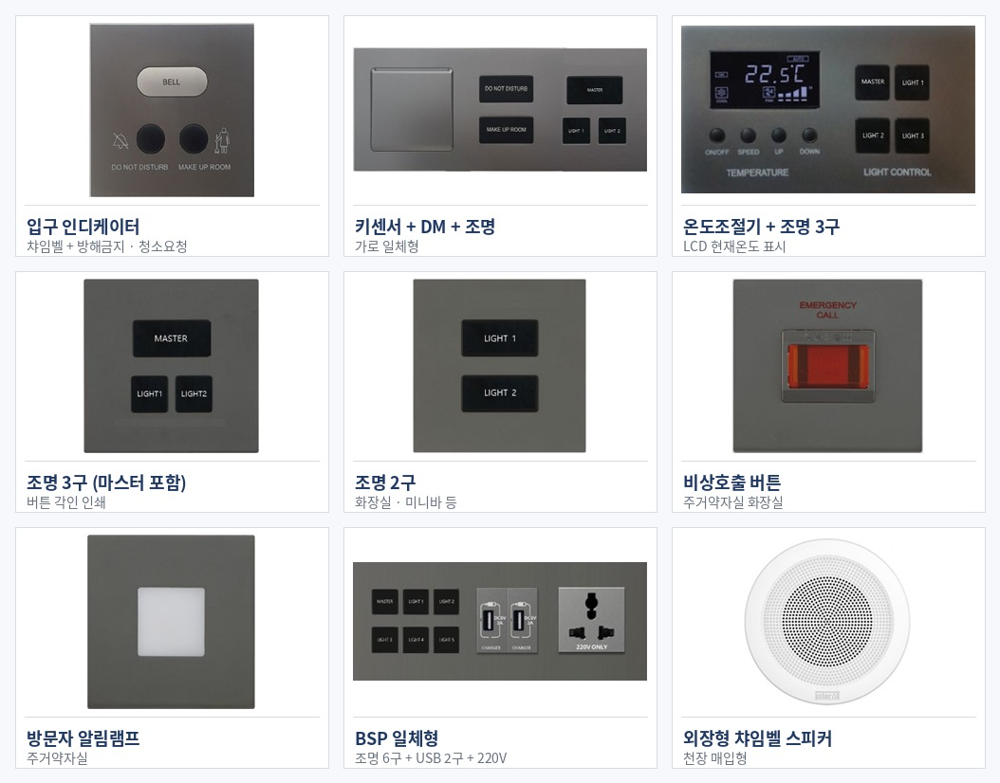 BELL
DO NOT DISTURB MAKE UP ROOM
입구 인디케이터
챠임벨 + 방해금지 · 청소요청
DO NOT DISTURB
MAKE UP ROOM
MASTER
LIGHT 1 LIGHT 2
키센서 + DM + 조명
가로 일체형
AUTO
ON
22.5℃
COOL
FAN
ON/OFF SPEED UP DOWN
TEMPERATURE
MASTER LIGHT 1
LIGHT 2 LIGHT 3
LIGHT CONTROL
온도조절기 + 조명 3구
LCD 현재온도 표시
MASTER
LIGHT1 LIGHT2
조명 3구 (마스터 포함)
버튼 각인 인쇄
LIGHT 1
LIGHT 2
조명 2구
화장실 · 미니바 등
EMERGENCY
CALL
비상호출 버튼
주거약자실 화장실
방문자 알림램프
주거약자실
MASTER LIGHT 1 LIGHT 2
LIGHT 3 LIGHT 4 LIGHT 5
DC5V
2A
CHARGER
DC5V
2A
CHARGER
220V ONLY
BSP 일체형
조명 6구 + USB 2구 + 220V
외장형 챠임벨 스피커
천장 매입형